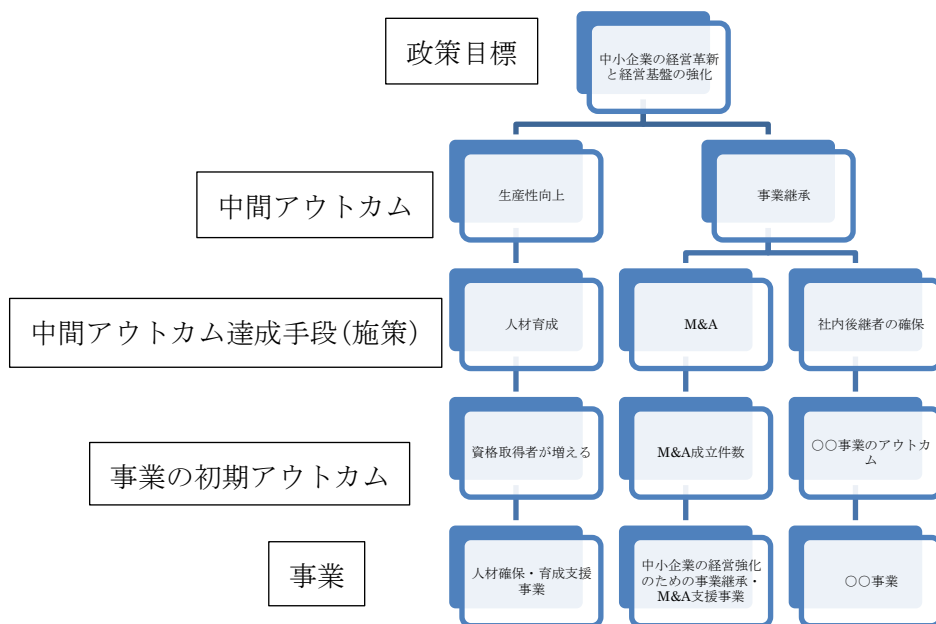 政策目標
中小企業の経営革新
と経営基盤の強化
中間アウトカム
生産性向上
事業継承
中間アウトカム達成手段(施策)
人材育成
M&A
社内後継者の確保
事業の初期アウトカム
資格取得者が増える
M&A成立件数
〇〇事業のアウトカ
ム
事業
人材確保・育成支援
事業
中小企業の経営強化
のための事業継承・
M&A支援事業
〇〇事業